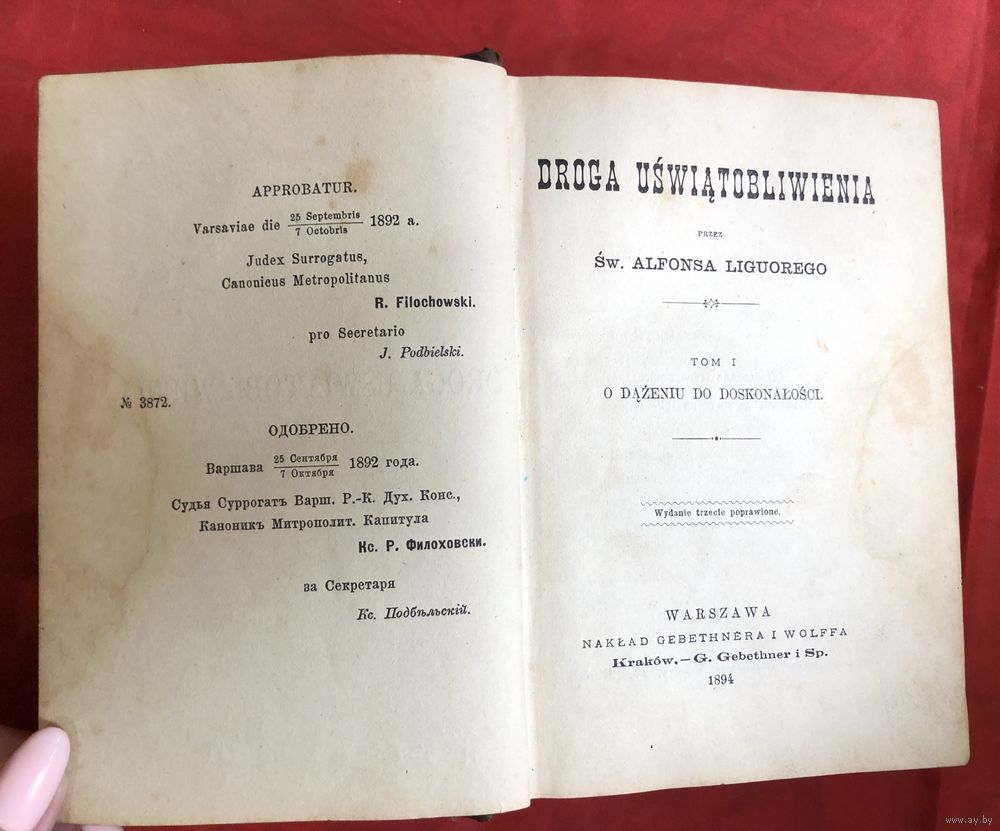 APPROBATUR.
Varsaviae die 25 Septembris / 7 Octobris 1892 a.
Judex Surrogatus,
Canonicus Metropolitanus
R. Filochowski.
pro Secretario
J. Podbielski.
№ 3872.
ОДОБРЕНО.
Варшава 25 Сентября / 7 Октября 1892 года.
Судья Суррогатъ Варш. Р.-К. Дух. Конс.,
Каноникъ Митрополит. Капитула
Кс. Р. Филоховски.
за Секретаря
Кс. Подбѣльскій.
DROGA UŚWIĄTOBLIWIENIA
PRZEZ
Św. ALFONSA LIGUOREGO
TOM I
O DĄŻENIU DO DOSKONAŁOŚCI.
Wydanie trzecie poprawione.
WARSZAWA
NAKŁAD GEBETHNERA I WOLFFA
Kraków.—G. Gebethner i Sp.
1894
www.ay.by